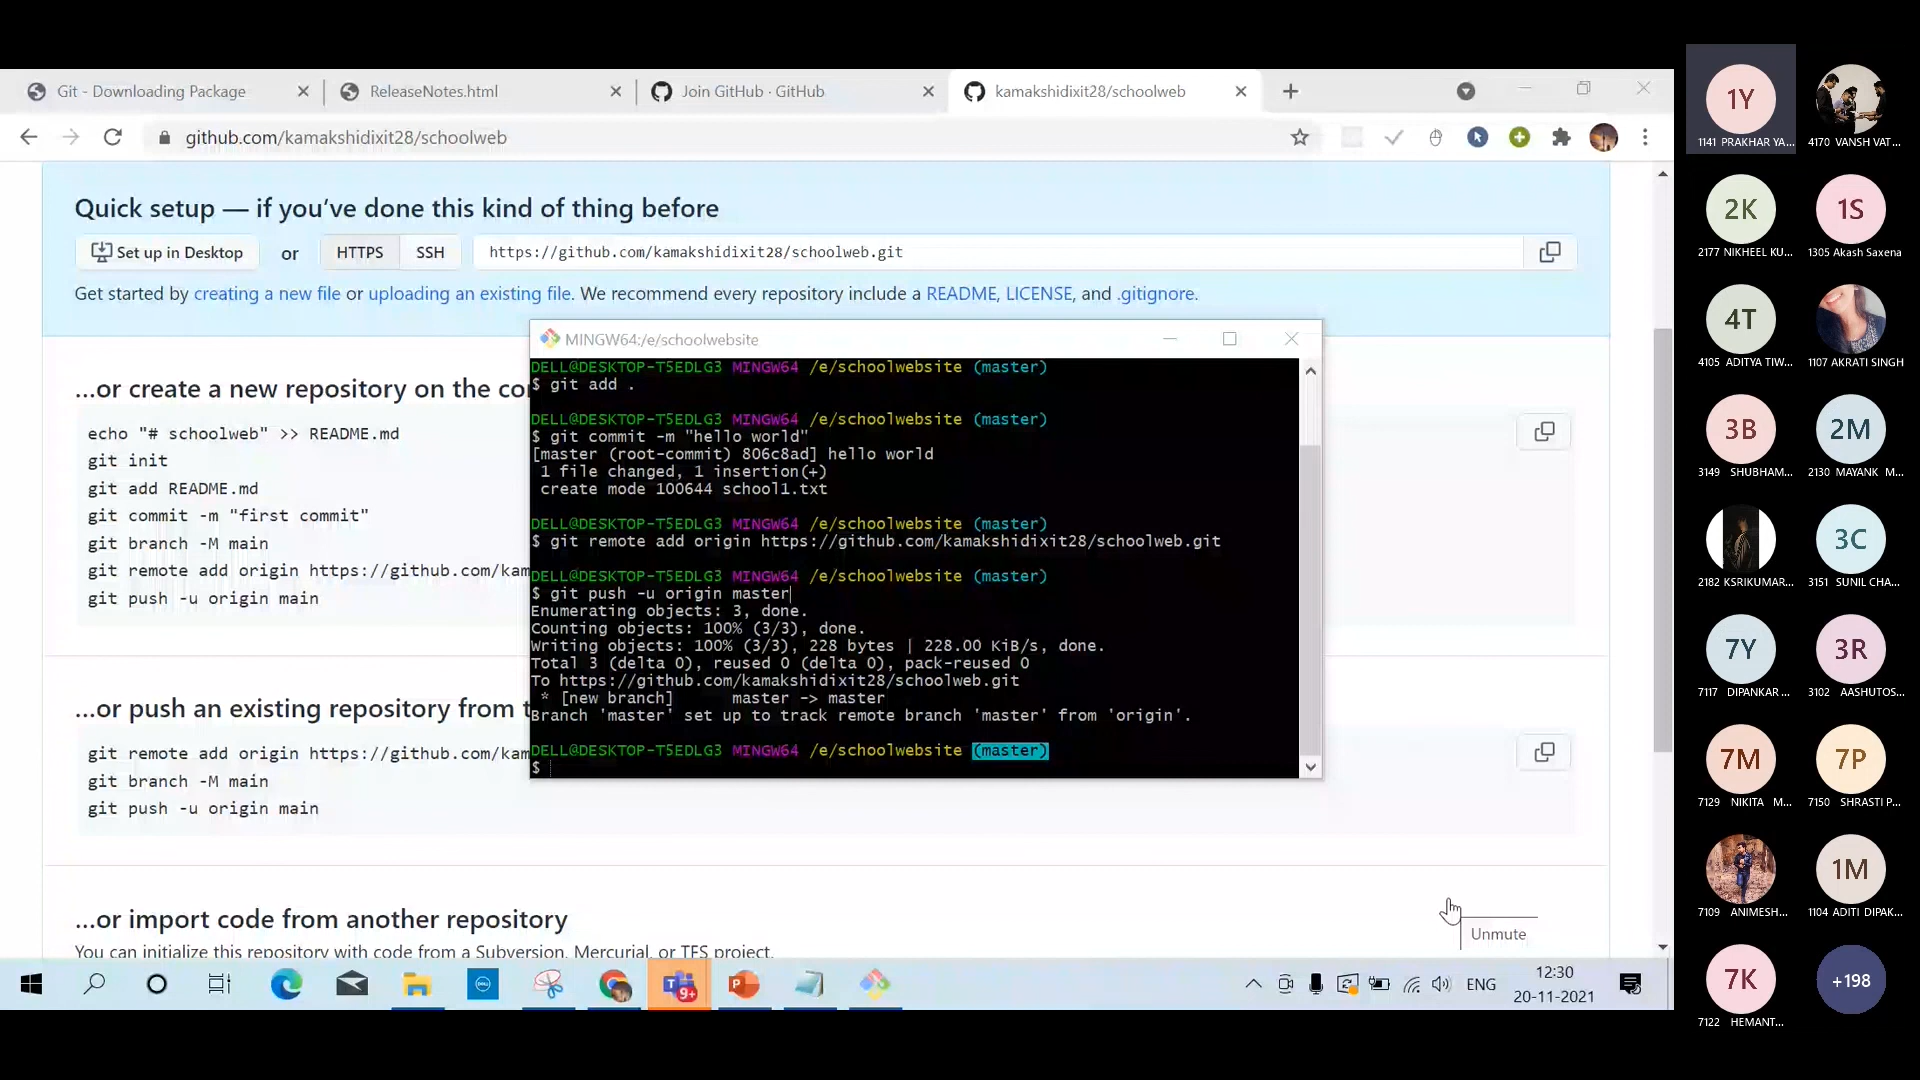 Git - Downloading Package
ReleaseNotes.html
Join GitHub · GitHub
kamakshidixit28/schoolweb
github.com/kamakshidixit28/schoolweb
Quick setup — if you've done this kind of thing before
Set up in Desktop or HTTPS SSH https://github.com/kamakshidixit28/schoolweb.git
Get started by creating a new file or uploading an existing file. We recommend every repository include a README, LICENSE, and .gitignore.
…or create a new repository on the co
echo "# schoolweb" >> README.md
git init
git add README.md
git commit -m "first commit"
git branch -M main
git remote add origin https://github.com/kam
git push -u origin main
…or push an existing repository from t
git remote add origin https://github.com/kam
git branch -M main
git push -u origin main
…or import code from another repository
You can initialize this repository with code from a Subversion, Mercurial, or TFS project.
MINGW64:/e/schoolwebsite
DELL@DESKTOP-T5EDLG3 MINGW64 /e/schoolwebsite (master)
$ git add .
DELL@DESKTOP-T5EDLG3 MINGW64 /e/schoolwebsite (master)
$ git commit -m "hello world"
[master (root-commit) 806c8ad] hello world
1 file changed, 1 insertion(+)
create mode 100644 school1.txt
DELL@DESKTOP-T5EDLG3 MINGW64 /e/schoolwebsite (master)
$ git remote add origin https://github.com/kamakshidixit28/schoolweb.git
DELL@DESKTOP-T5EDLG3 MINGW64 /e/schoolwebsite (master)
$ git push -u origin master
Enumerating objects: 3, done.
Counting objects: 100% (3/3), done.
Writing objects: 100% (3/3), 228 bytes | 228.00 KiB/s, done.
Total 3 (delta 0), reused 0 (delta 0), pack-reused 0
To https://github.com/kamakshidixit28/schoolweb.git
* [new branch] master -> master
Branch 'master' set up to track remote branch 'master' from 'origin'.
DELL@DESKTOP-T5EDLG3 MINGW64 /e/schoolwebsite (master)
$
Unmute
9+
ENG
12:30
20-11-2021
1Y
1141 PRAKHAR YA...
4170 VANSH VAT...
2K
2177 NIKHEEL KU...
1S
1305 Akash Saxena
4T
4105 ADITYA TIW...
1107 AKRATI SINGH
3B
3149 SHUBHAM...
2M
2130 MAYANK M...
2182 KSRIKUMAR...
3C
3151 SUNIL CHA...
7Y
7117 DIPANKAR ...
3R
3102 AASHUTOS...
7M
7129 NIKITA M...
7P
7150 SHRASTI P...
7109 ANIMESH...
1M
1104 ADITI DIPAK...
7K
7122 HEMANT...
+198